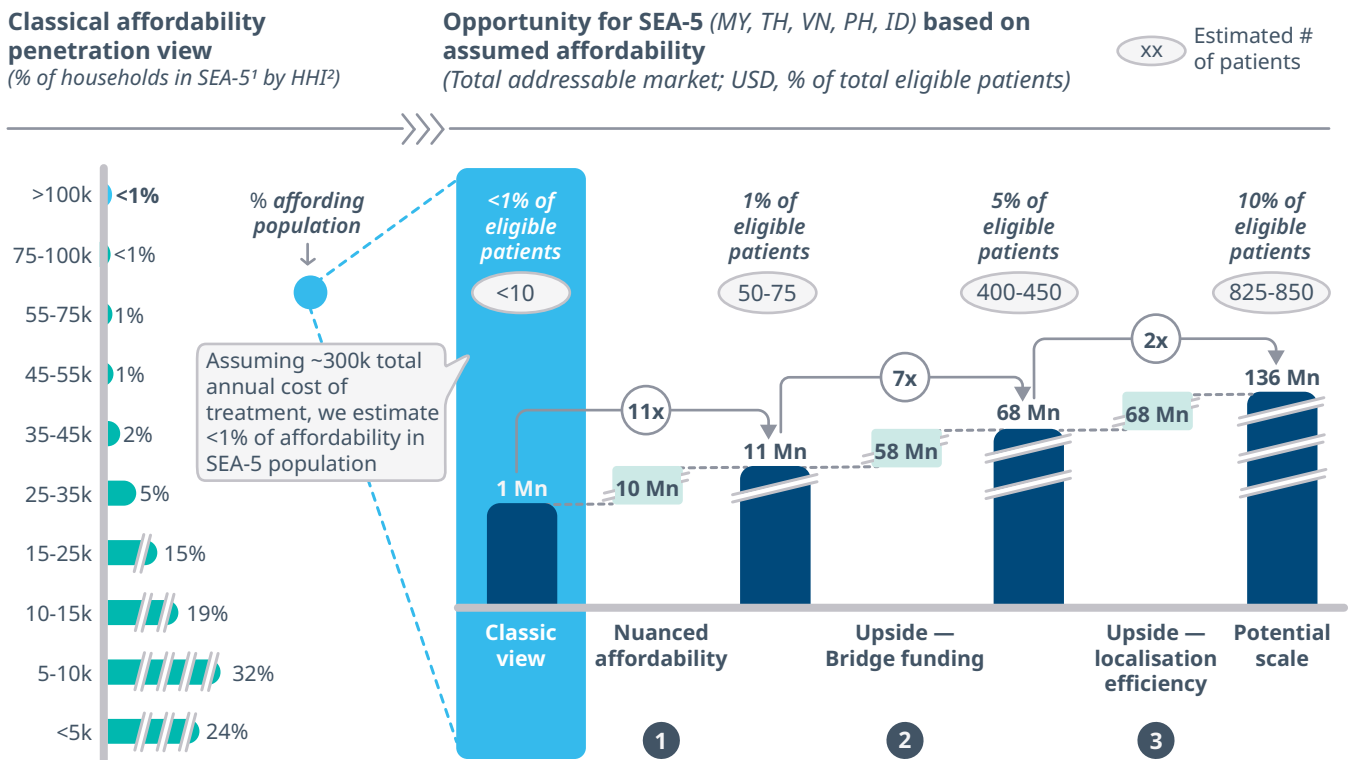 Classical affordability
penetration view
(% of households in SEA-5¹ by HHI²)
Opportunity for SEA-5 (MY, TH, VN, PH, ID) based on
assumed affordability
(Total addressable market; USD, % of total eligible patients)
xx
Estimated #
of patients
>100k
<1%
75-100k
<1%
55-75k
1%
45-55k
1%
35-45k
2%
25-35k
5%
15-25k
15%
10-15k
19%
5-10k
32%
<5k
24%
% affording
population
Assuming ~300k total
annual cost of
treatment, we estimate
<1% of affordability in
SEA-5 population
<1% of
eligible
patients
<10
1% of
eligible
patients
50-75
5% of
eligible
patients
400-450
10% of
eligible
patients
825-850
11x
7x
2x
1 Mn
10 Mn
11 Mn
58 Mn
68 Mn
68 Mn
136 Mn
Classic
view
Nuanced
affordability
Upside —
Bridge funding
Upside —
localisation
efficiency
Potential
scale
1
2
3